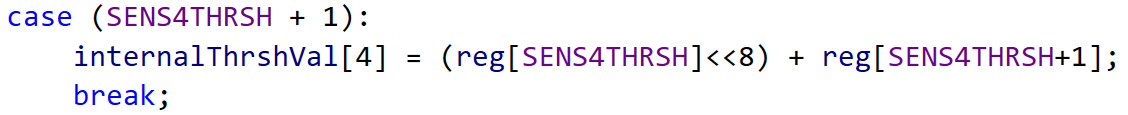 case (SENS4THRSH + 1):
    internalThrshVal[4] = (reg[SENS4THRSH]<<8) + reg[SENS4THRSH+1];
    break;